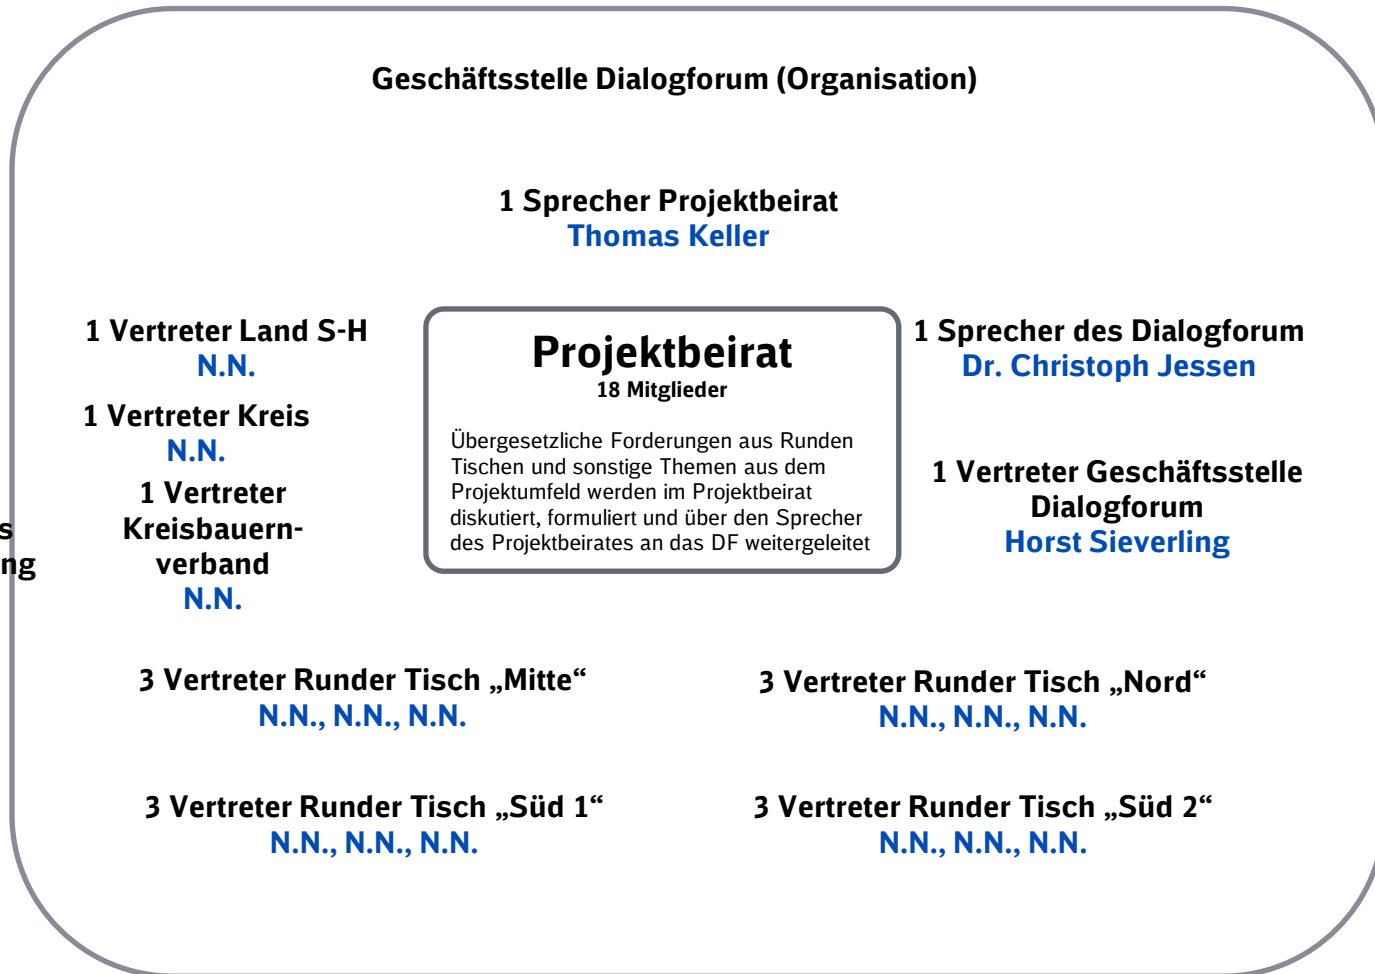 Geschäftsstelle Dialogforum (Organisation)
1 Sprecher Projektbeirat
Thomas Keller
1 Vertreter Land S-H
N.N.
1 Vertreter Kreis
N.N.
1 Vertreter
Kreisbauern-
verband
N.N.
Projektbeirat
18 Mitglieder
Übergesetzliche Forderungen aus Runden
Tischen und sonstige Themen aus dem
Projektumfeld werden im Projektbeirat
diskutiert, formuliert und über den Sprecher
des Projektbeirates an das DF weitergeleitet
1 Sprecher des Dialogforum
Dr. Christoph Jessen
1 Vertreter Geschäftsstelle
Dialogforum
Horst Sieverling
3 Vertreter Runder Tisch „Mitte“
N.N., N.N., N.N.
3 Vertreter Runder Tisch „Nord“
N.N., N.N., N.N.
3 Vertreter Runder Tisch „Süd 1“
N.N., N.N., N.N.
3 Vertreter Runder Tisch „Süd 2“
N.N., N.N., N.N.